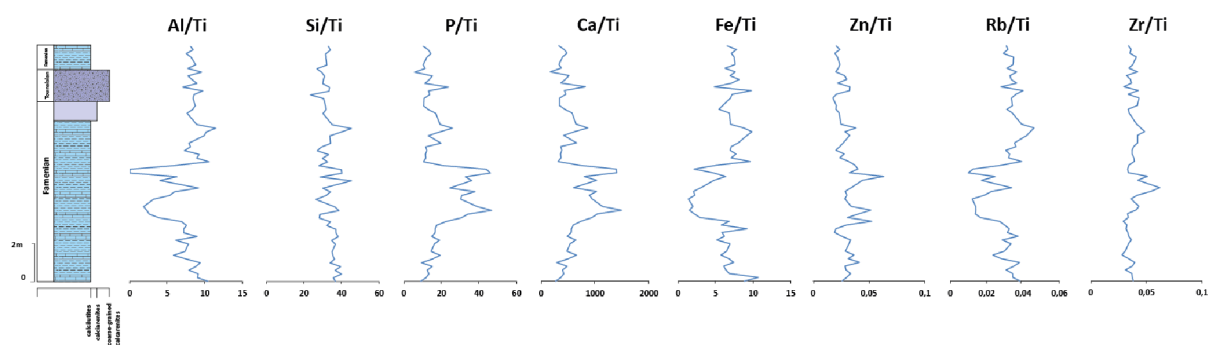 Al/Ti Si/Ti P/Ti Ca/Ti Fe/Ti Zn/Ti Rb/Ti Zr/Ti
Tournaisian
Famenian
2m
0
0 5 10 15
0 20 40 60
0 20 40 60
0 1000 2000
0 5 10 15
0 0,05 0,1
0 0,02 0,04 0,06
0 0,05 0,1
calcilutites
calciarenites
coarse-grained
calcarenites